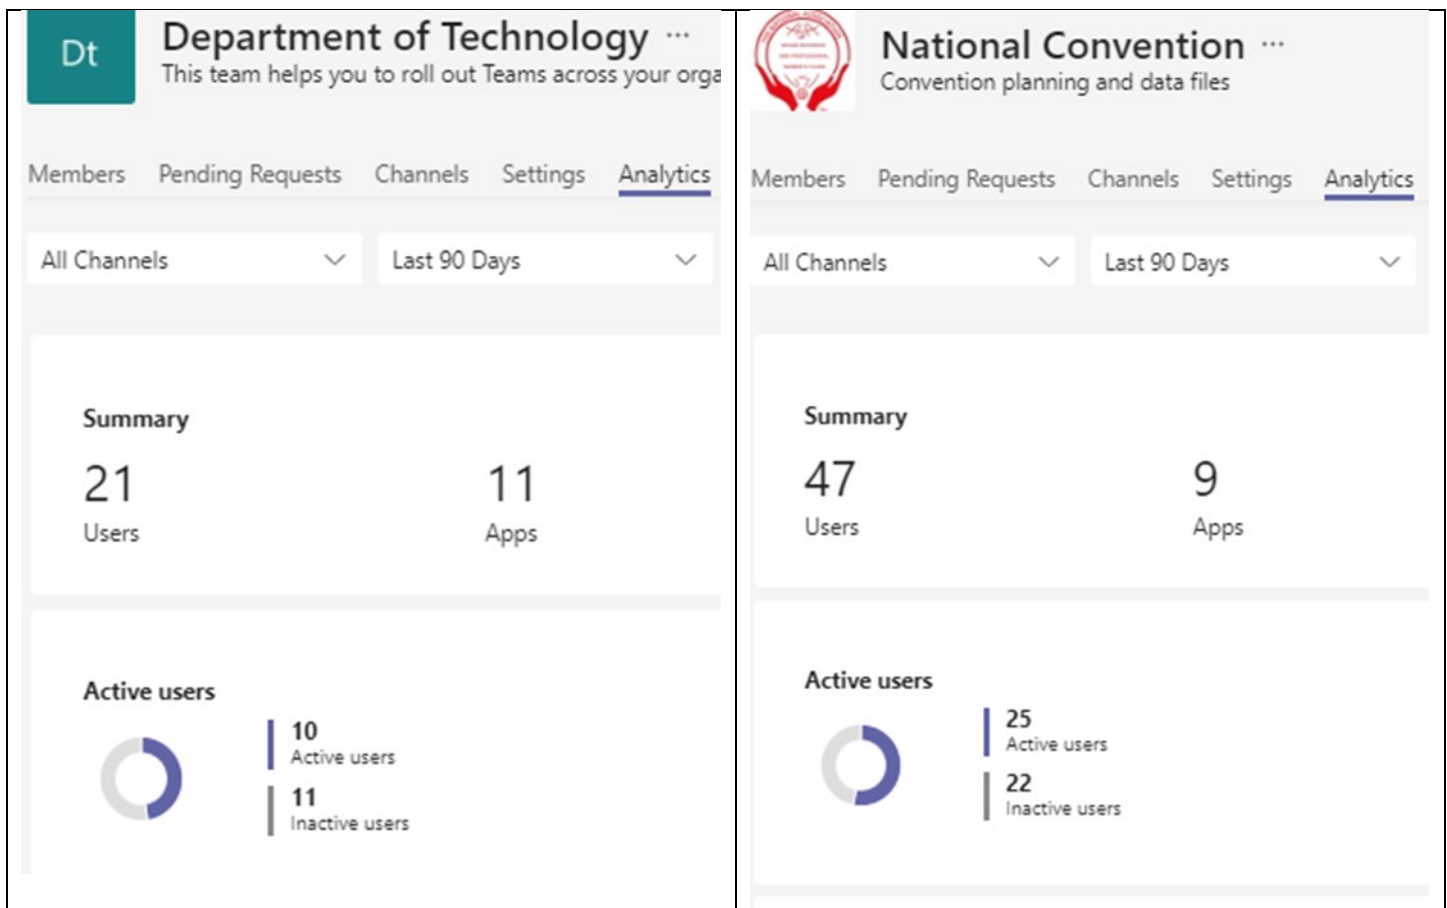 Dt
Department of Technology ...
This team helps you to roll out Teams across your orga
Members Pending Requests Channels Settings Analytics
All Channels Last 90 Days
Summary
21 11
Users Apps
Active users
10
Active users
11
Inactive users
National Convention ...
Convention planning and data files
Members Pending Requests Channels Settings Analytics
All Channels Last 90 Days
Summary
47 9
Users Apps
Active users
25
Active users
22
Inactive users